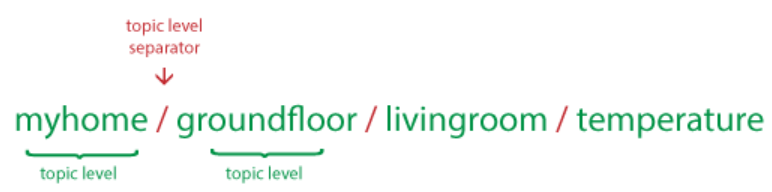 topic level
separator
myhome / groundfloor / livingroom / temperature
topic level topic level